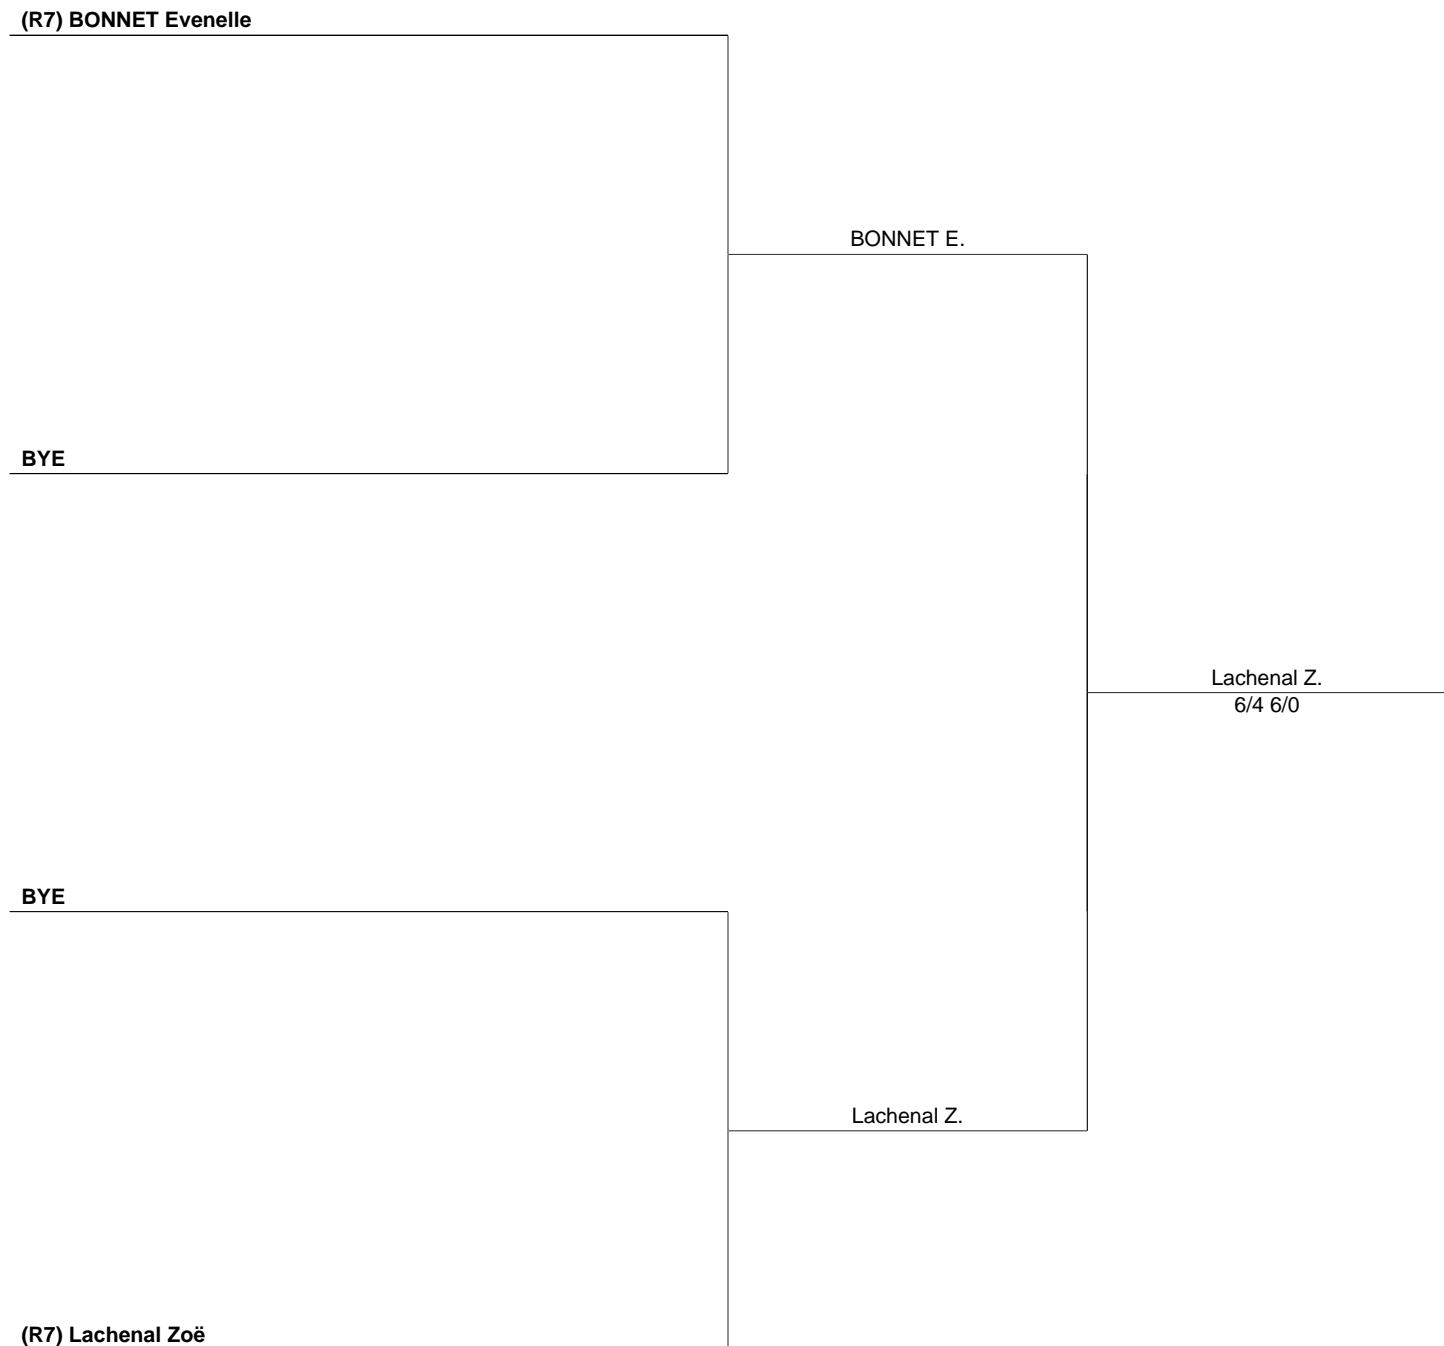 (R7) BONNET Evenelle
BONNET E.
BYE
Lachenal Z.
6/4 6/0
BYE
Lachenal Z.
(R7) Lachenal Zoë